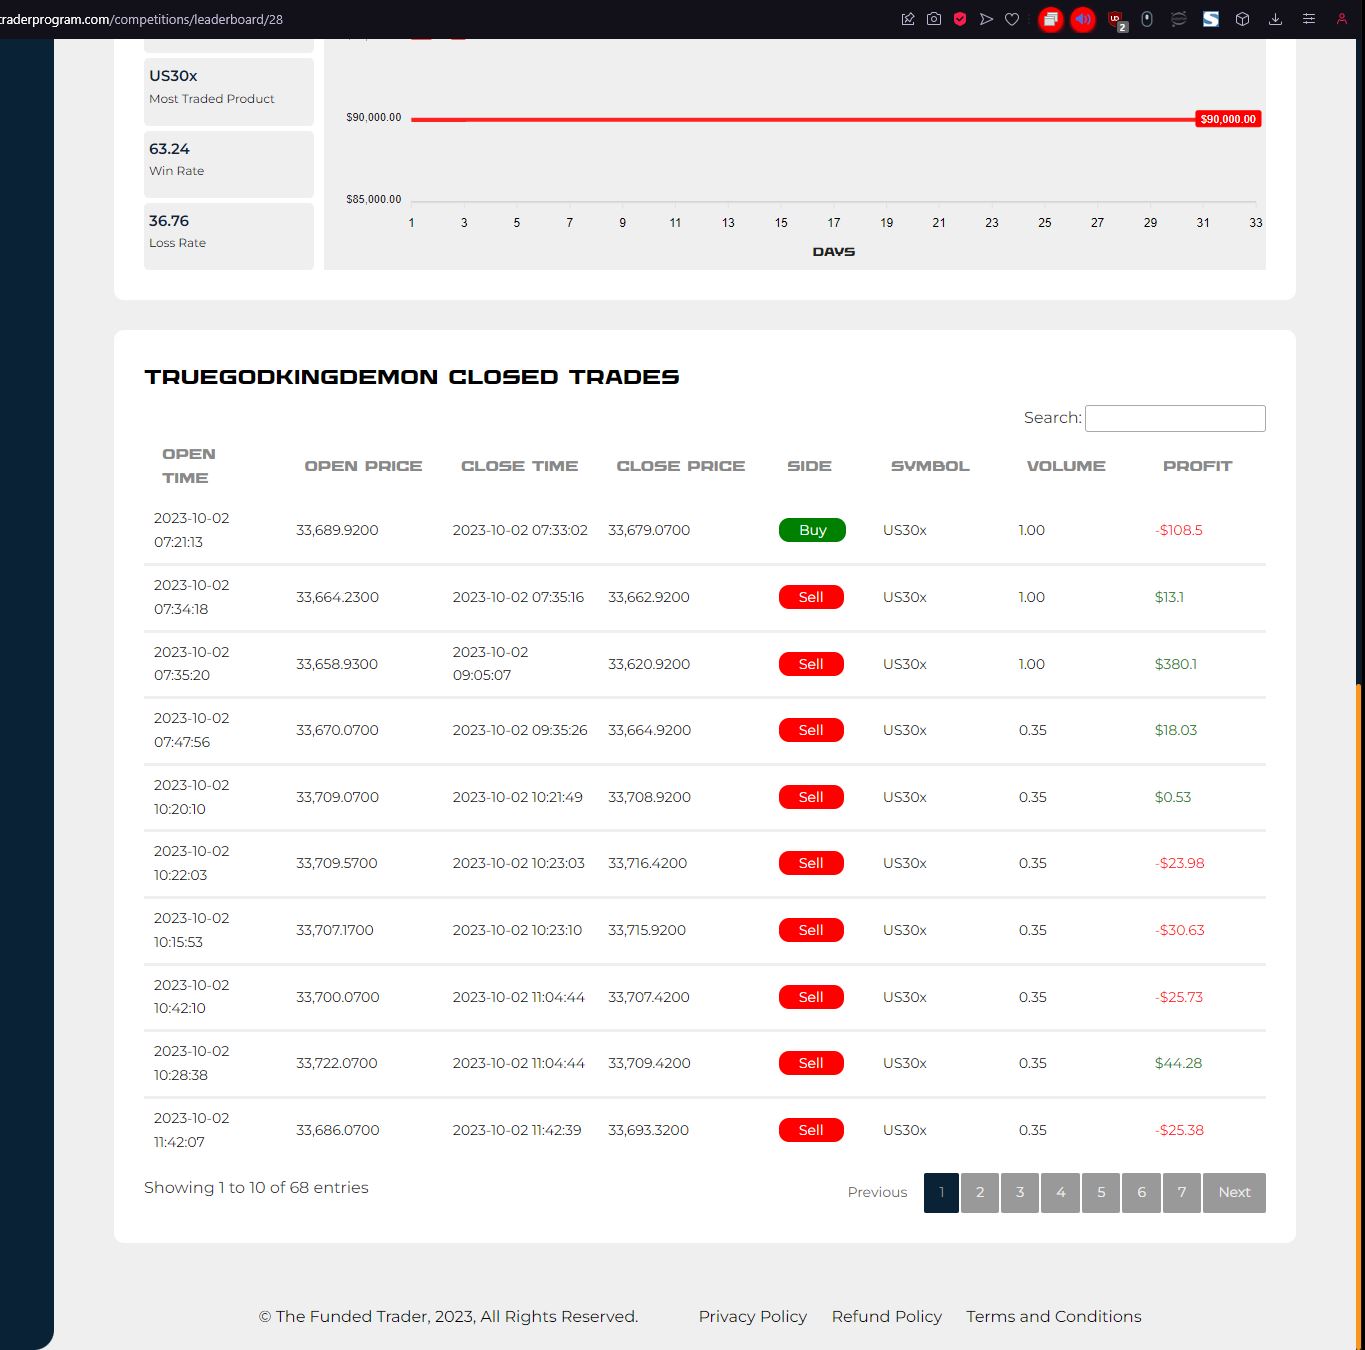 traderprogram.com/competitions/leaderboard/28
2
US30x
Most Traded Product
63.24
Win Rate
36.76
Loss Rate
$90,000.00
$90,000.00
$85,000.00
1 3 5 7 9 11 13 15 17 19 21 23 25 27 29 31 33
DAYS
TRUEGODKINGDEMON CLOSED TRADES
Search:
OPEN TIME OPEN PRICE CLOSE TIME CLOSE PRICE SIDE SYMBOL VOLUME PROFIT
2023-10-02 07:21:13 33,689.9200 2023-10-02 07:33:02 33,679.0700 Buy US30x 1.00 -$108.5
2023-10-02 07:34:18 33,664.2300 2023-10-02 07:35:16 33,662.9200 Sell US30x 1.00 $13.1
2023-10-02 07:35:20 33,658.9300 2023-10-02 09:05:07 33,620.9200 Sell US30x 1.00 $380.1
2023-10-02 07:47:56 33,670.0700 2023-10-02 09:35:26 33,664.9200 Sell US30x 0.35 $18.03
2023-10-02 10:20:10 33,709.0700 2023-10-02 10:21:49 33,708.9200 Sell US30x 0.35 $0.53
2023-10-02 10:22:03 33,709.5700 2023-10-02 10:23:03 33,716.4200 Sell US30x 0.35 -$23.98
2023-10-02 10:15:53 33,707.1700 2023-10-02 10:23:10 33,715.9200 Sell US30x 0.35 -$30.63
2023-10-02 10:42:10 33,700.0700 2023-10-02 11:04:44 33,707.4200 Sell US30x 0.35 -$25.73
2023-10-02 10:28:38 33,722.0700 2023-10-02 11:04:44 33,709.4200 Sell US30x 0.35 $44.28
2023-10-02 11:42:07 33,686.0700 2023-10-02 11:42:39 33,693.3200 Sell US30x 0.35 -$25.38
Showing 1 to 10 of 68 entries
Previous 1 2 3 4 5 6 7 Next
© The Funded Trader, 2023, All Rights Reserved. Privacy Policy Refund Policy Terms and Conditions